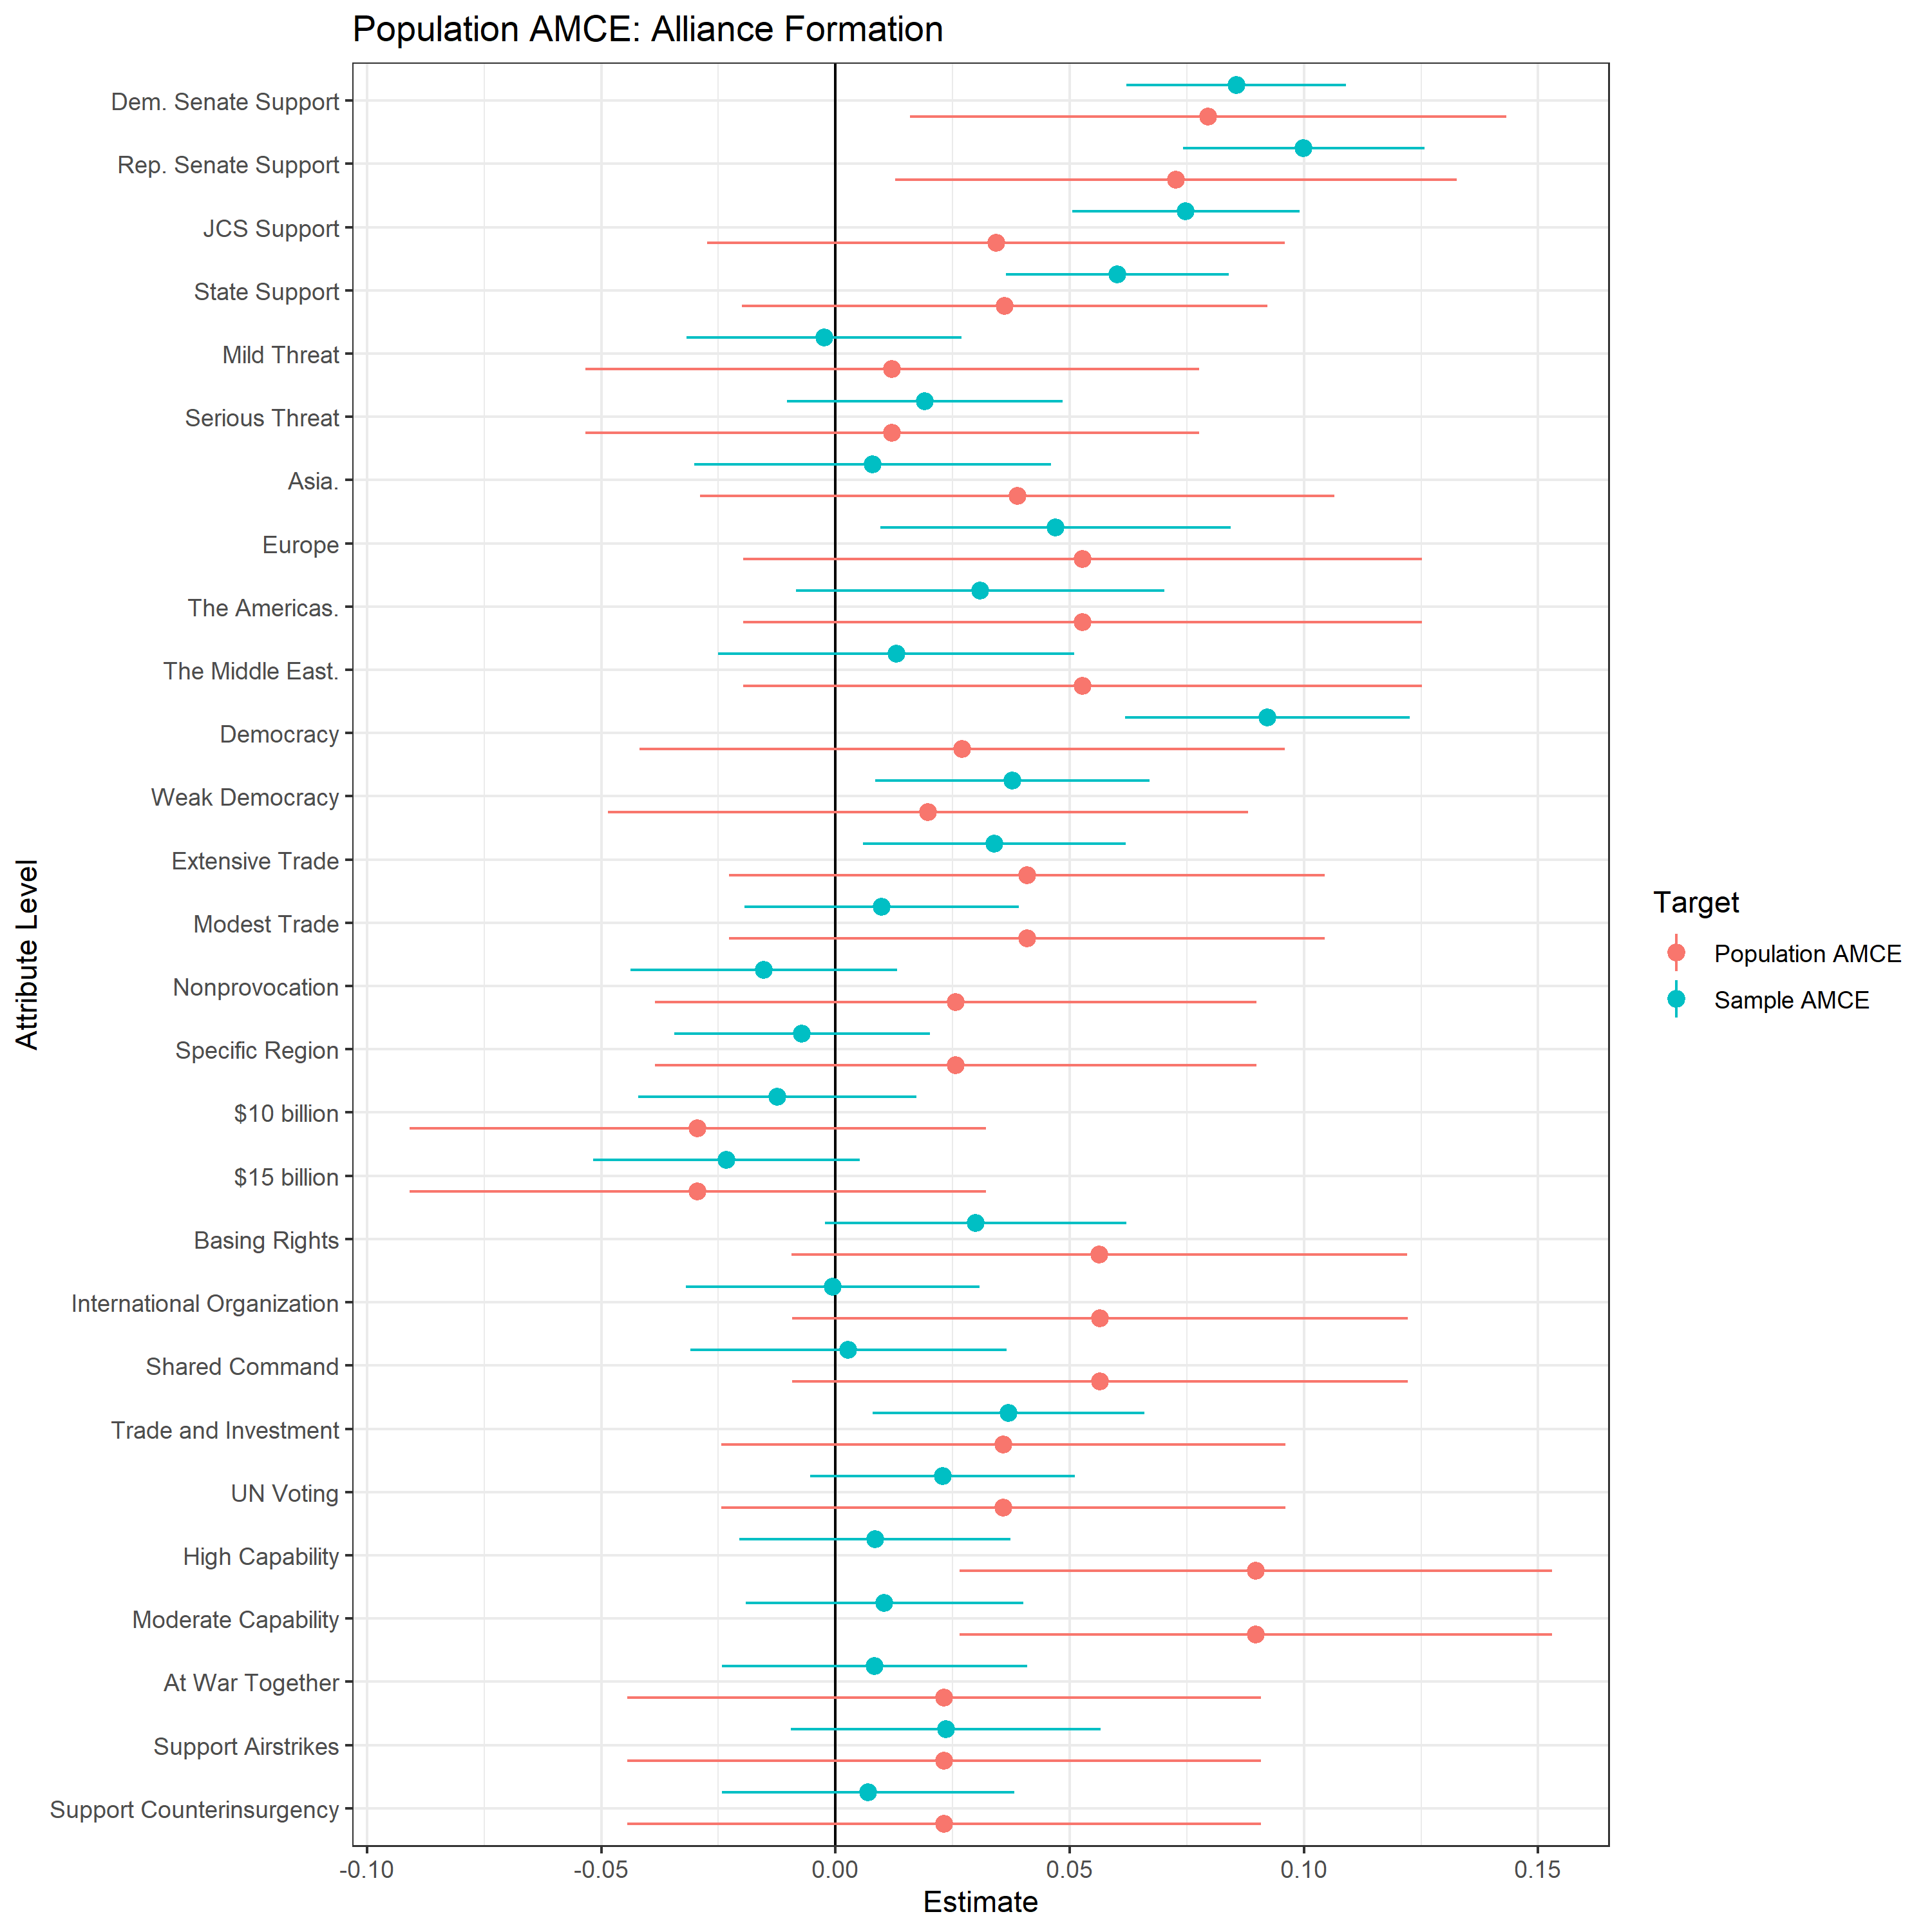 Population AMCE: Alliance Formation
Dem. Senate Support
Rep. Senate Support
JCS Support
State Support
Mild Threat
Serious Threat
Asia.
Europe
The Americas.
The Middle East.
Democracy
Weak Democracy
Extensive Trade
Modest Trade
Nonprovocation
Specific Region
$10 billion
$15 billion
Basing Rights
International Organization
Shared Command
Trade and Investment
UN Voting
High Capability
Moderate Capability
At War Together
Support Airstrikes
Support Counterinsurgency
Attribute Level
-0.10 -0.05 0.00 0.05 0.10 0.15
Estimate
Target
Population AMCE
Sample AMCE